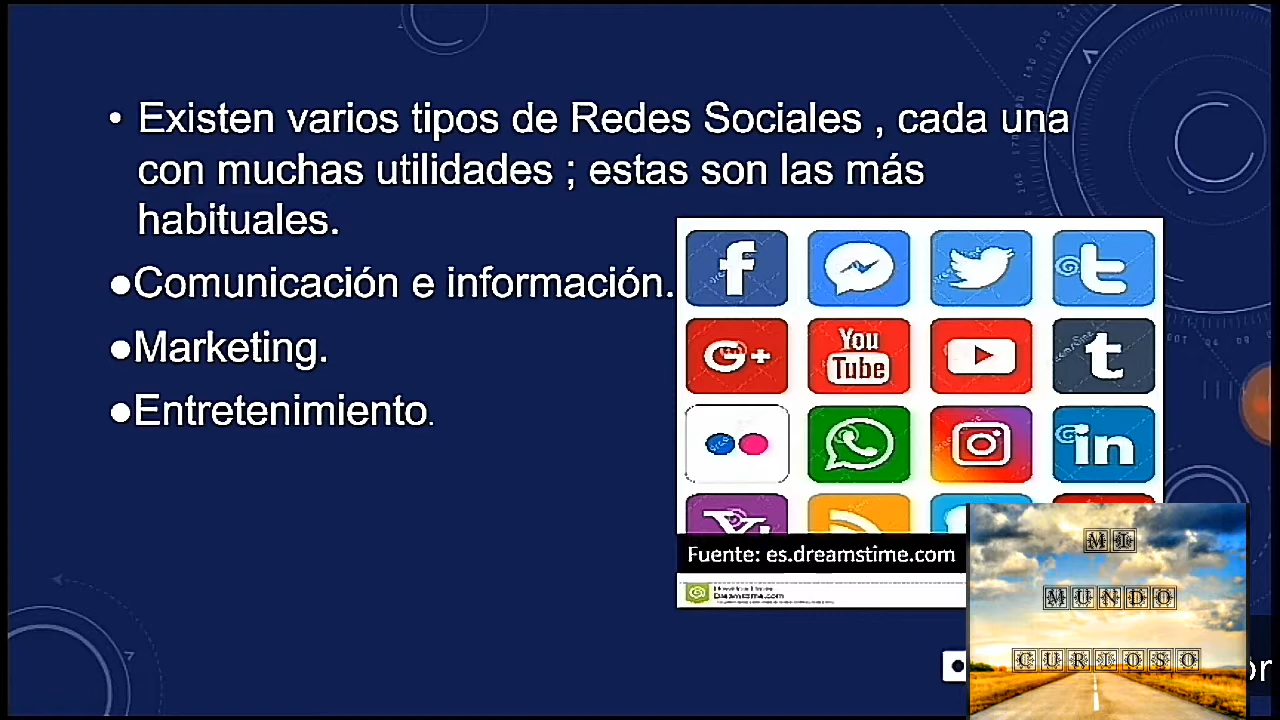 • Existen varios tipos de Redes Sociales , cada una
con muchas utilidades ; estas son las más
habituales.
●Comunicación e información.
●Marketing.
●Entretenimiento.
f
t
G+
You
Tube
t
in
Y!
Fuente: es.dreamstime.com
Dreamstime.com
MI
MUNDO
CURIOSO